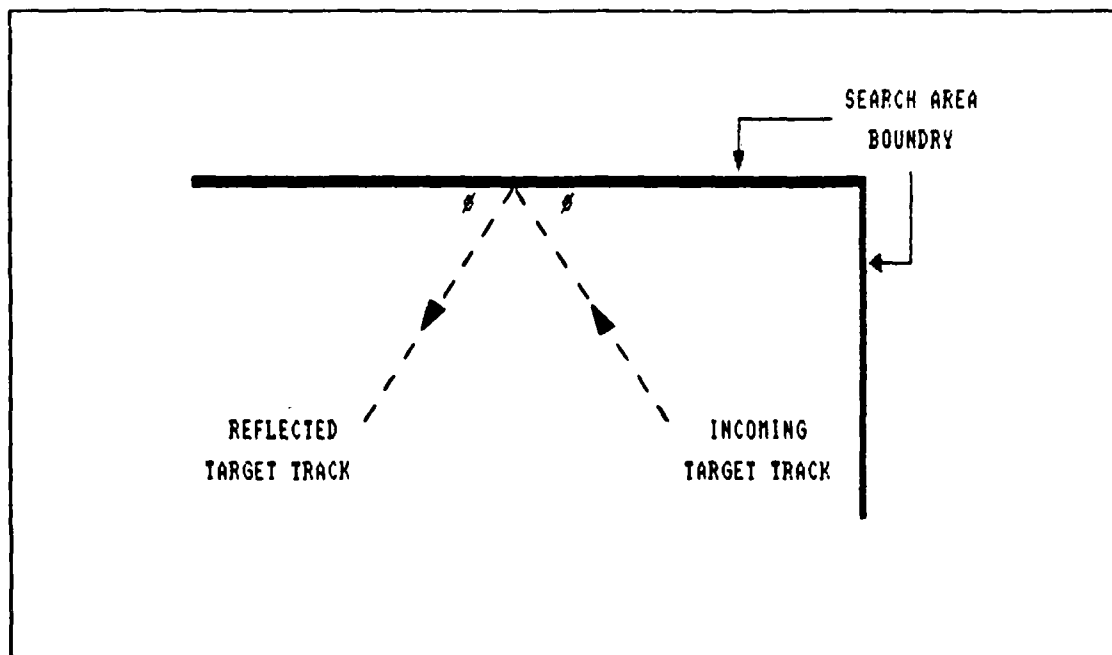 SEARCH AREA
BOUNDRY
ø ø
REFLECTED
TARGET TRACK
INCOMING
TARGET TRACK